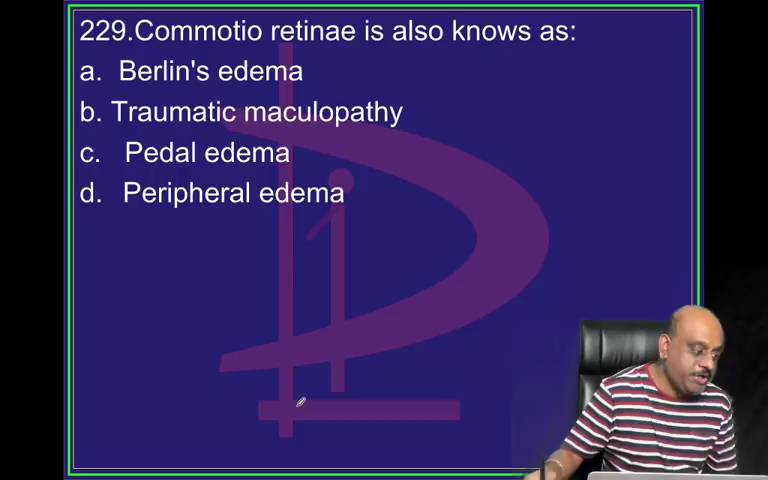 229.Commotio retinae is also knows as:
a. Berlin's edema
b. Traumatic maculopathy
c. Pedal edema
d. Peripheral edema